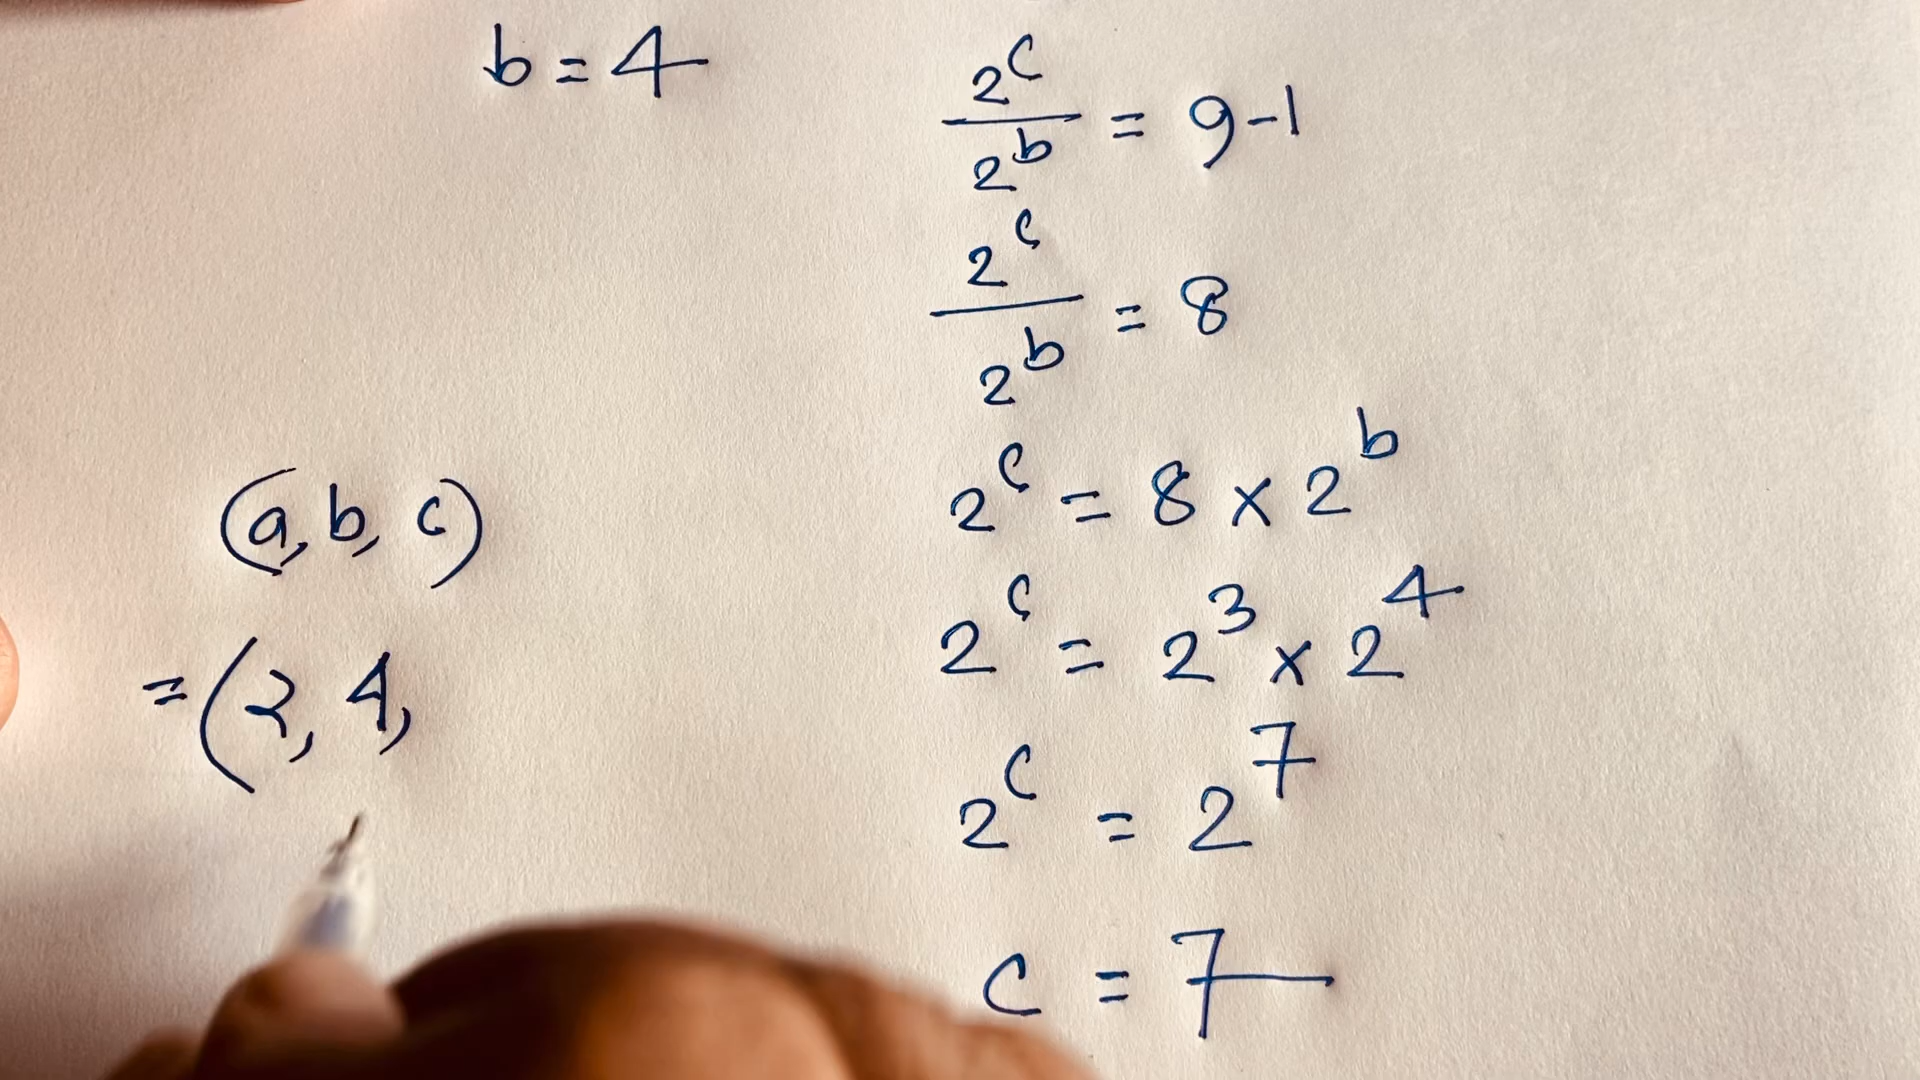 b = 4
2^c / 2^b = 9-1
2^c / 2^b = 8
2^c = 8 × 2^b
2^c = 2^3 × 2^4
2^c = 2^7
c = 7
(a, b, c)
= (2, 4,